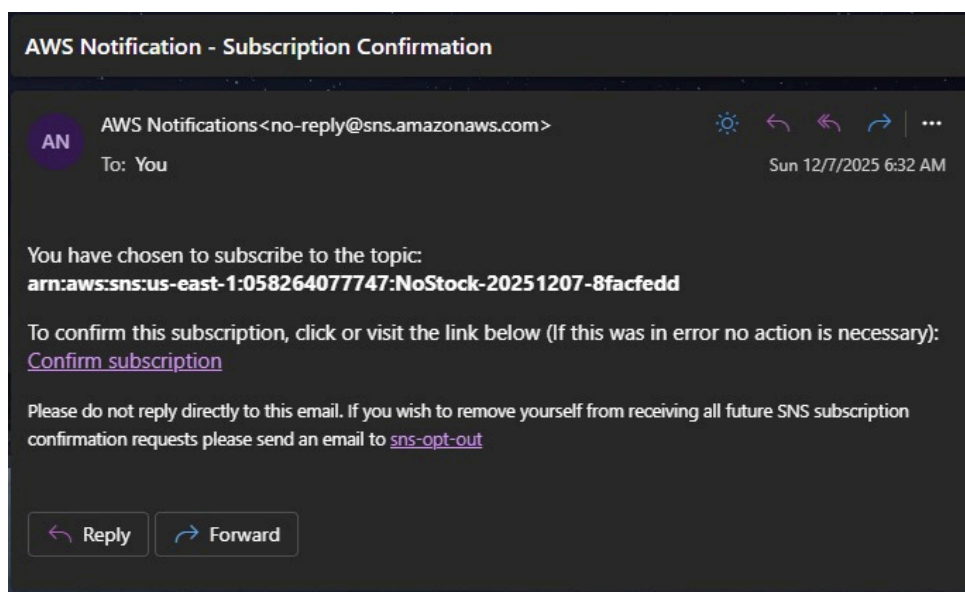 AWS Notification - Subscription Confirmation
AN
AWS Notifications<no-reply@sns.amazonaws.com>
To: You
Sun 12/7/2025 6:32 AM
You have chosen to subscribe to the topic:
arn:aws:sns:us-east-1:058264077747:NoStock-20251207-8facfedd
To confirm this subscription, click or visit the link below (If this was in error no action is necessary):
Confirm subscription
Please do not reply directly to this email. If you wish to remove yourself from receiving all future SNS subscription
confirmation requests please send an email to sns-opt-out
Reply
Forward